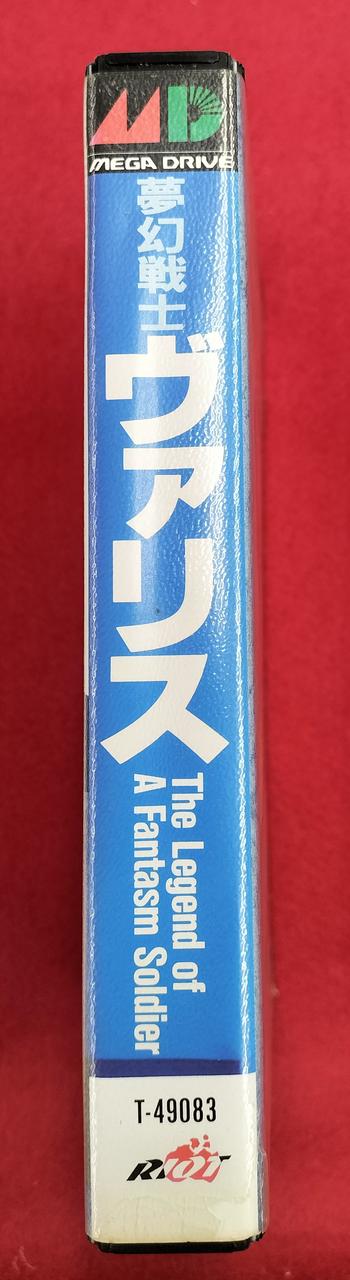 MD
MEGA DRIVE
夢幻戦士
ヴァリス
The Legend of
A Fantasm Soldier
T-49083
RIOT